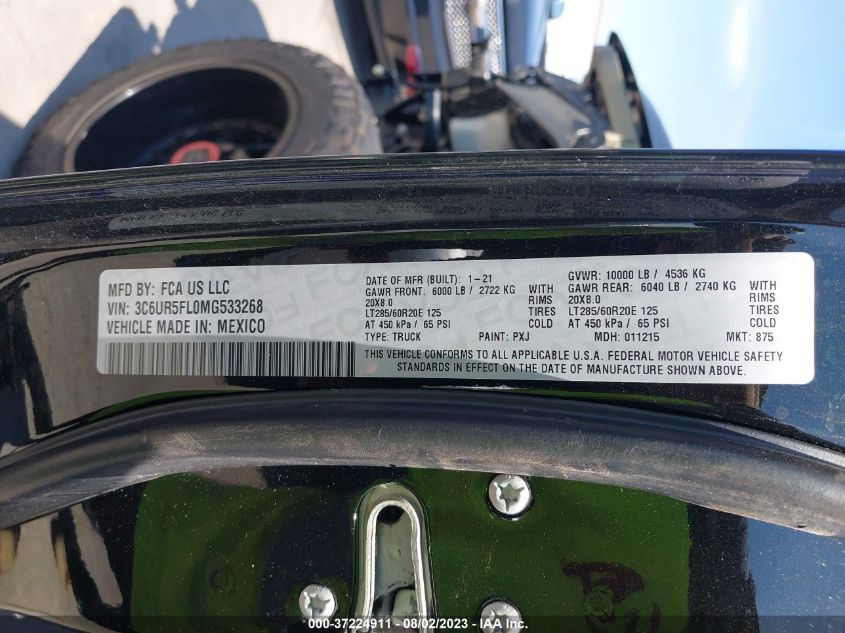 MFD BY: FCA US LLC
VIN: 3C6UR5FL0MG533268
VEHICLE MADE IN: MEXICO
DATE OF MFR (BUILT): 1-21
GVWR: 10000 LB / 4536 KG
GAWR FRONT: 6000 LB / 2722 KG WITH
GAWR REAR: 6040 LB / 2740 KG WITH
20X8.0 RIMS
20X8.0 RIMS
LT285/60R20E 125 TIRES
LT285/60R20E 125 TIRES
AT 450 kPa / 65 PSI COLD
AT 450 kPa / 65 PSI COLD
TYPE: TRUCK PAINT: PXJ MDH: 011215 MKT: 875
THIS VEHICLE CONFORMS TO ALL APPLICABLE U.S.A. FEDERAL MOTOR VEHICLE SAFETY
STANDARDS IN EFFECT ON THE DATE OF MANUFACTURE SHOWN ABOVE.
000-37224911 - 08/02/2023 - IAA Inc.